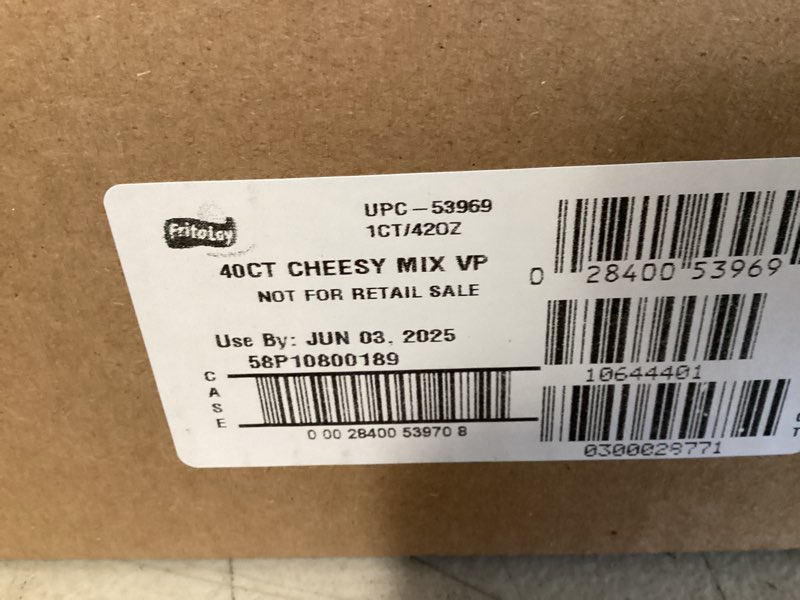 FritoLay
UPC-53969
1CT/42OZ
40CT CHEESY MIX VP
NOT FOR RETAIL SALE
0 28400 53969
Use By: JUN 03, 2025
58P10800189
10644401
CASE
0 00 28400 53970 8
0300029771